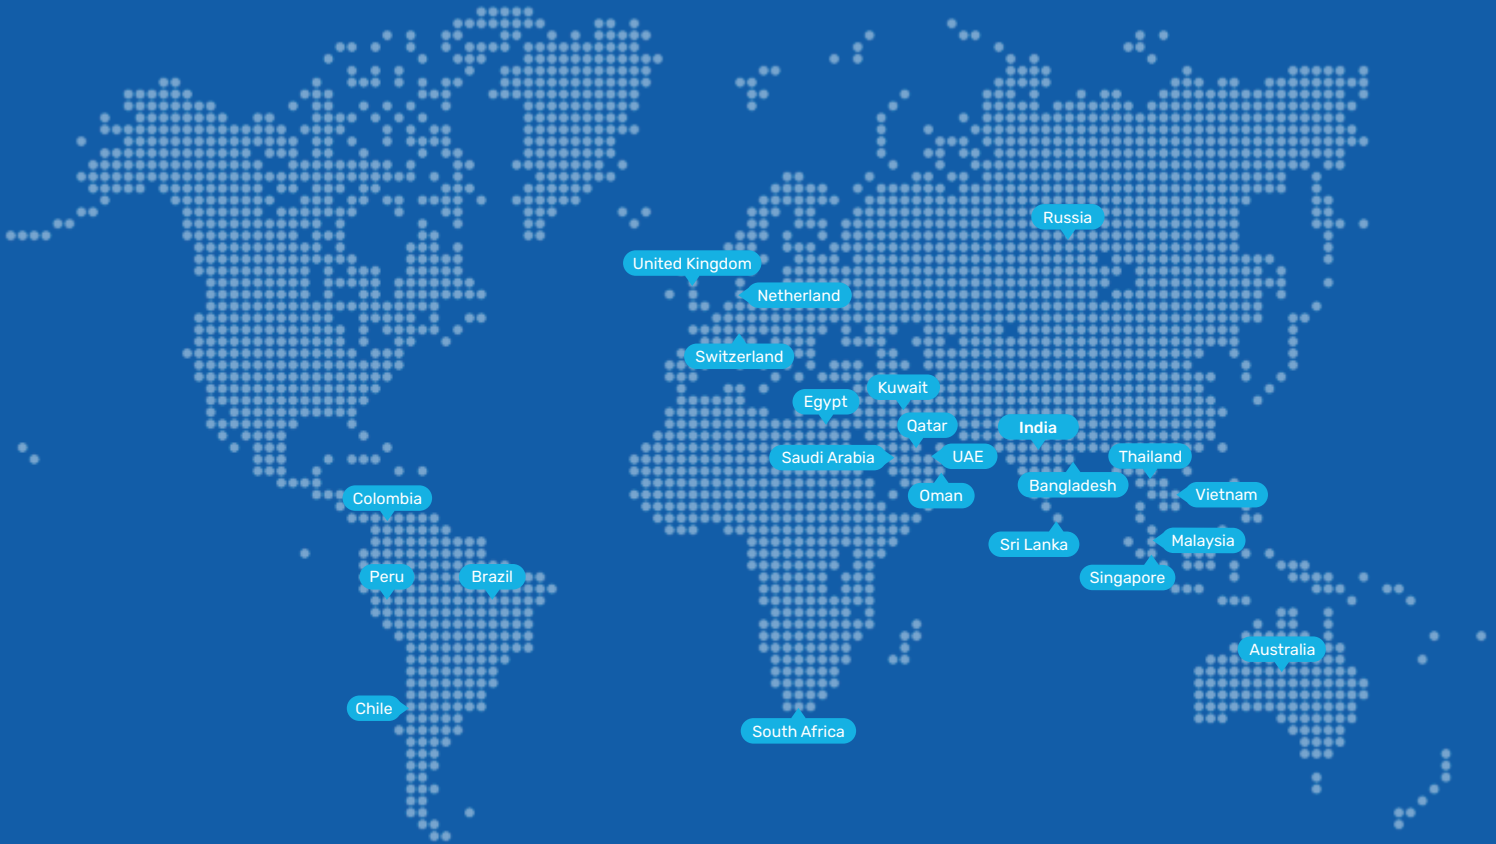 Russia
United Kingdom
Netherland
Switzerland
Kuwait
Egypt
Qatar
India
Saudi Arabia
UAE
Thailand
Bangladesh
Oman
Vietnam
Colombia
Sri Lanka
Malaysia
Singapore
Peru
Brazil
Australia
Chile
South Africa